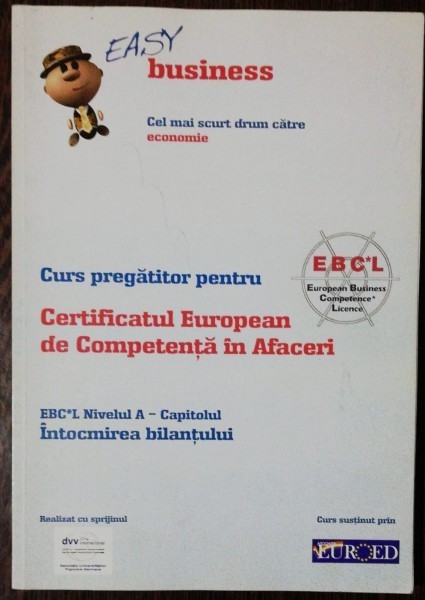 EASY
business
Cel mai scurt drum către
economie
EBC*L
European Business
Competence*
Licence
Curs pregătitor pentru
Certificatul European
de Competență în Afaceri
EBC*L Nivelul A – Capitolul
Întocmirea bilanțului
Realizat cu sprijinul
Curs susținut prin
dvv
EUROED